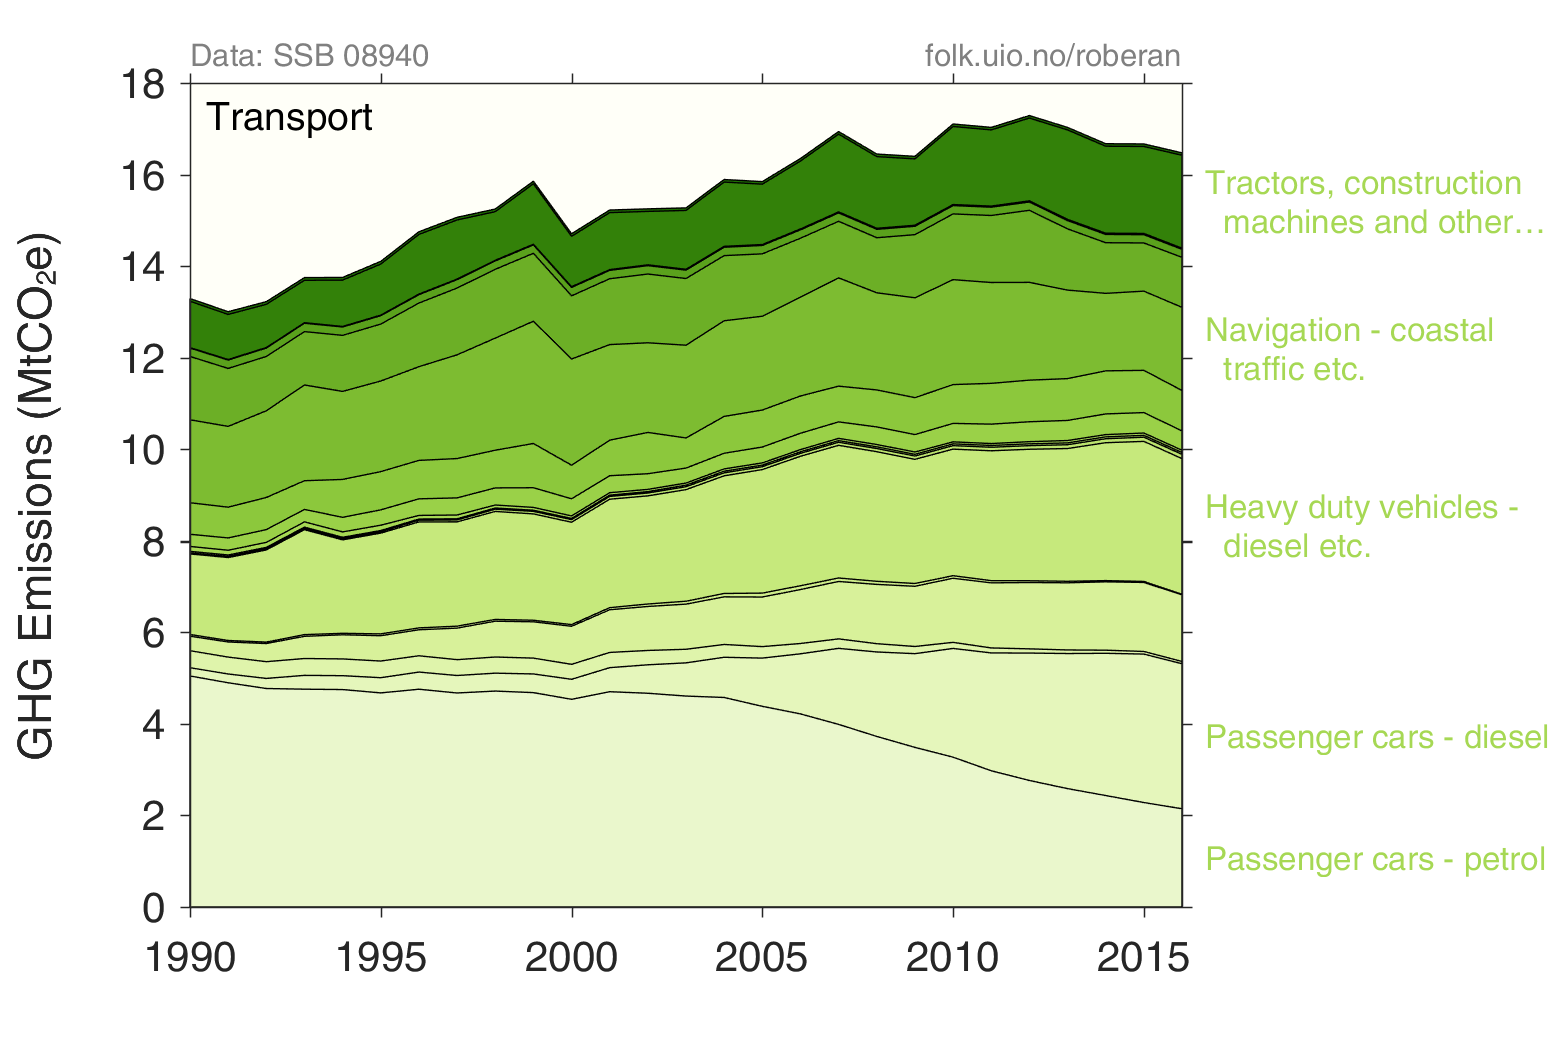 Data: SSB 08940
folk.uio.no/roberan
Transport
GHG Emissions (MtCO₂e)
18
16
14
12
10
8
6
4
2
0
1990 1995 2000 2005 2010 2015
Tractors, construction
machines and other...
Navigation - coastal
traffic etc.
Heavy duty vehicles -
diesel etc.
Passenger cars - diesel
Passenger cars - petrol